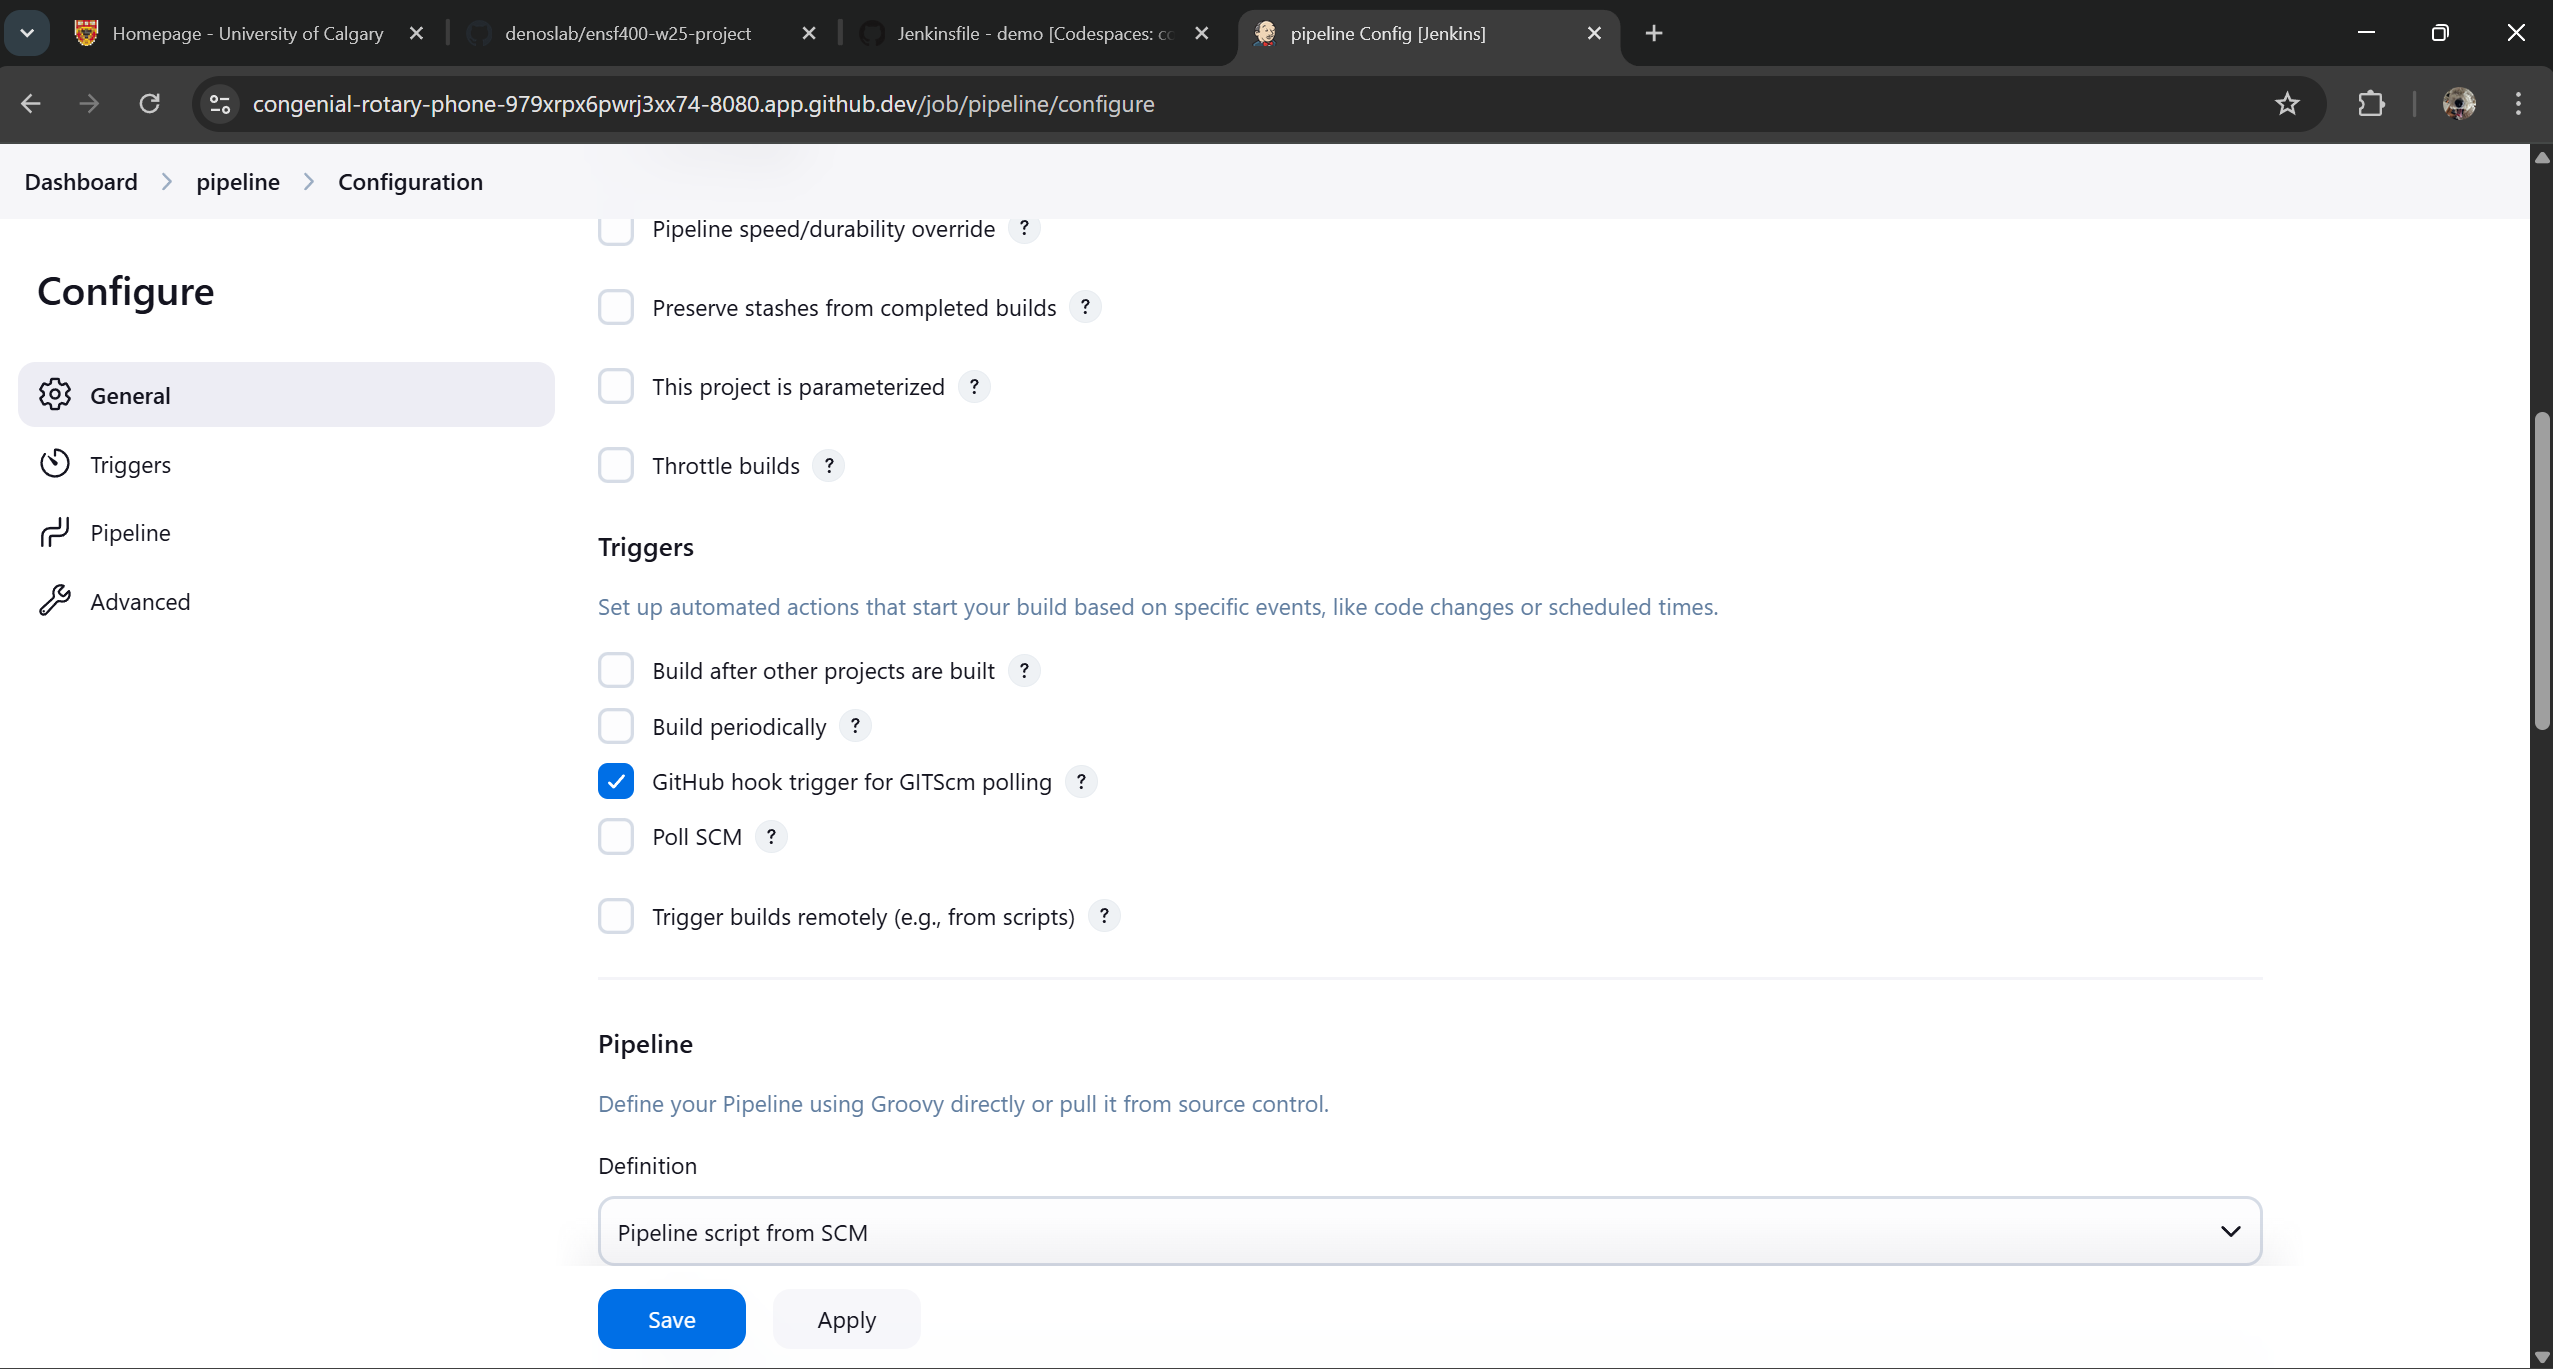 Homepage - University of Calgary
denoslab/ensf400-w25-project
Jenkinsfile - demo [Codespaces: co
pipeline Config [Jenkins]
congenial-rotary-phone-979xrpx6pwrj3xx74-8080.app.github.dev/job/pipeline/configure
Dashboard > pipeline > Configuration
Configure
General
Triggers
Pipeline
Advanced
Pipeline speed/durability override ?
Preserve stashes from completed builds ?
This project is parameterized ?
Throttle builds ?
Triggers
Set up automated actions that start your build based on specific events, like code changes or scheduled times.
Build after other projects are built ?
Build periodically ?
GitHub hook trigger for GITScm polling ?
Poll SCM ?
Trigger builds remotely (e.g., from scripts) ?
Pipeline
Define your Pipeline using Groovy directly or pull it from source control.
Definition
Pipeline script from SCM
Save
Apply